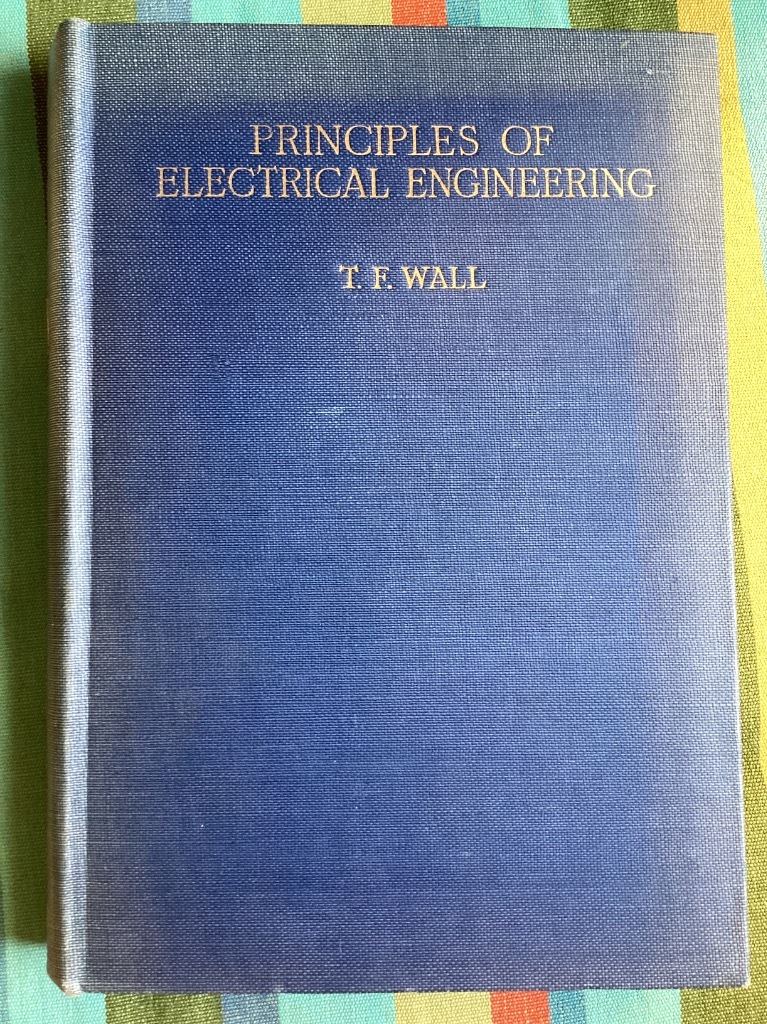 PRINCIPLES OF
ELECTRICAL ENGINEERING
T. F. WALL